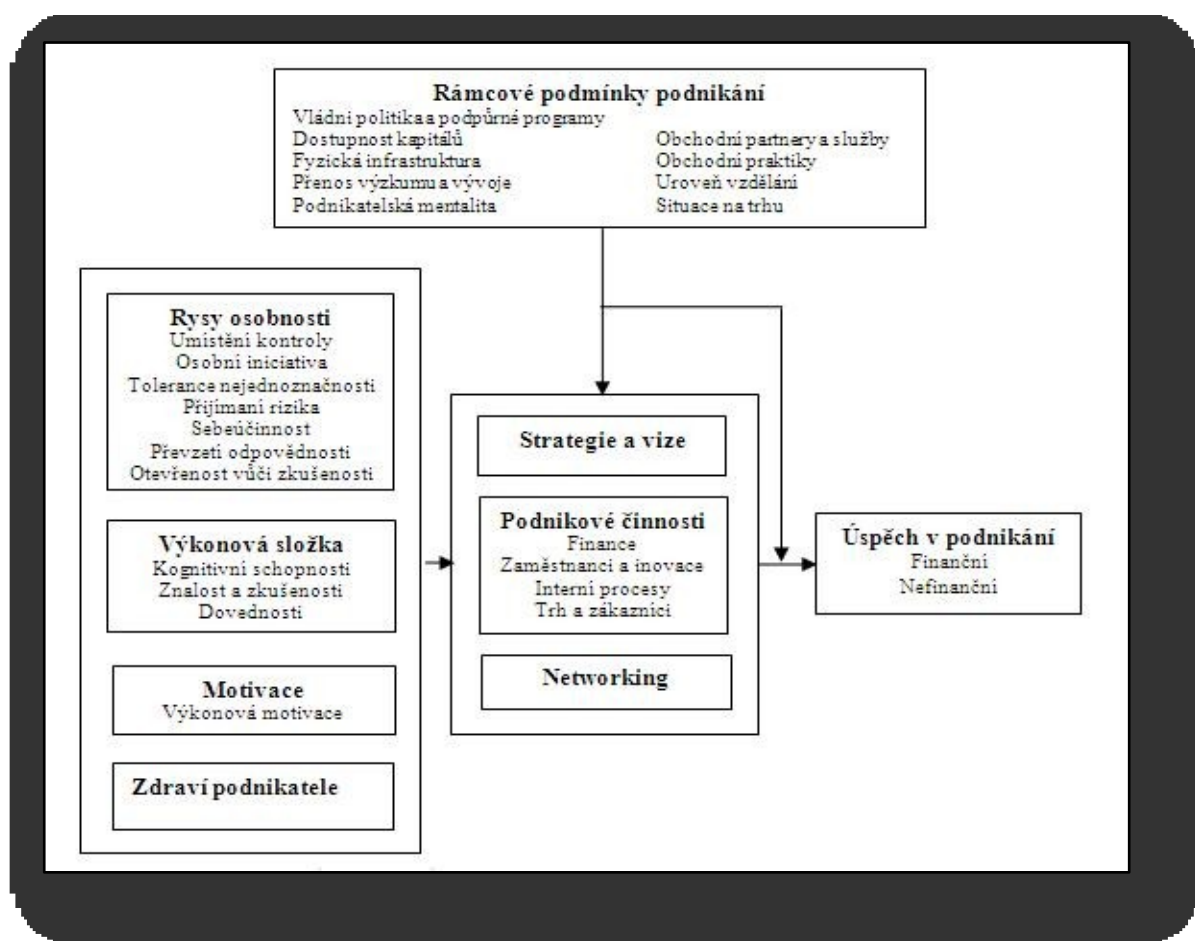 Rámcové podmínky podnikání
Vládní politika a podpůrné programy
Dostupnost kapitálů
Fyzická infrastruktura
Přenos výzkumu a vývoje
Podnikatelská mentalita
Obchodní partnery a služby
Obchodní praktiky
Uroveň vzdělání
Situace na trhu
Rysy osobnosti
Umístění kontroly
Osobní iniciativa
Tolerance nejednoznačnosti
Přijímaní rizika
Sebeúčinnost
Převzetí odpovědnosti
Otevřenost vůči zkušenosti
Výkonová složka
Kognitivní schopnosti
Znalost a zkušenosti
Dovednosti
Motivace
Výkonová motivace
Zdraví podnikatele
Strategie a vize
Podnikové činnosti
Finance
Zaměstnanci a inovace
Interní procesy
Trh a zákazníci
Networking
Úspěch v podnikání
Finanční
Nefinanční